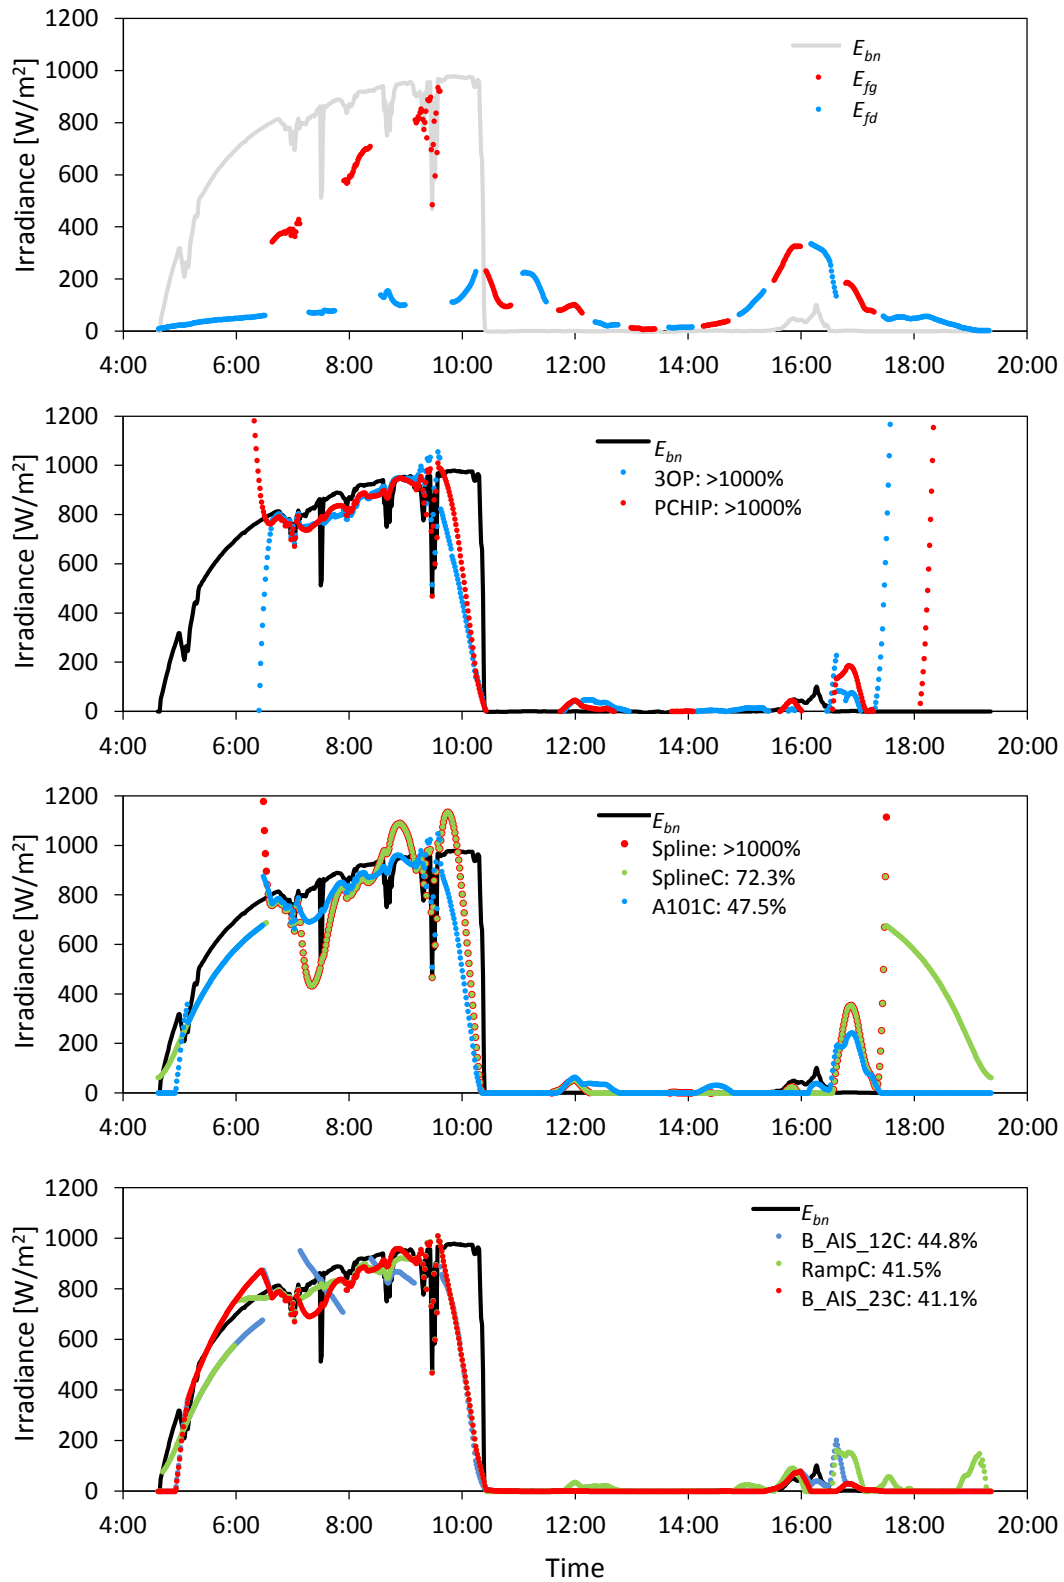 1200
1000
800
600
400
200
0
Irradiance [W/m²]
E_bn
E_fg
E_fd
4:00 6:00 8:00 10:00 12:00 14:00 16:00 18:00 20:00
1200
1000
800
600
400
200
0
Irradiance [W/m²]
E_bn
3OP: >1000%
PCHIP: >1000%
4:00 6:00 8:00 10:00 12:00 14:00 16:00 18:00 20:00
1200
1000
800
600
400
200
0
Irradiance [W/m²]
E_bn
Spline: >1000%
SplineC: 72.3%
A101C: 47.5%
4:00 6:00 8:00 10:00 12:00 14:00 16:00 18:00 20:00
1200
1000
800
600
400
200
0
Irradiance [W/m²]
E_bn
B_AIS_12C: 44.8%
RampC: 41.5%
B_AIS_23C: 41.1%
4:00 6:00 8:00 10:00 12:00 14:00 16:00 18:00 20:00
Time